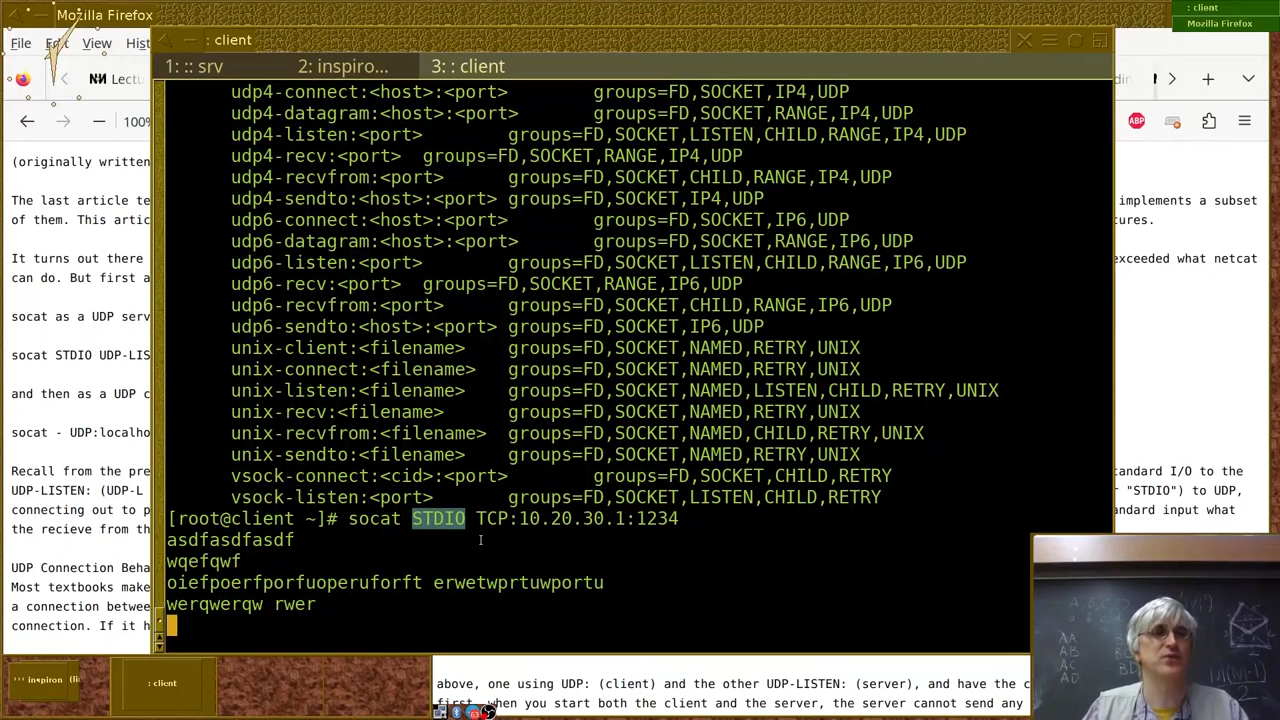 Mozilla Firefox
: client
Mozilla Firefox
File Edit View Hist
: client
1: :: srv 2: inspiro... 3: : client
Lectu
100%
ABP
(originally written
The last article te
of them. This artic
It turns out there
can do. But first a
socat as a UDP serv
socat STDIO UDP-LIS
and then as a UDP c
socat - UDP:localho
Recall from the pre
UDP-LISTEN: (UDP-L
connecting out to p
the recieve from th
UDP Connection Beha
Most textbooks make
a connection betwee
connection. If it h
udp4-connect:<host>:<port> groups=FD,SOCKET,IP4,UDP
udp4-datagram:<host>:<port> groups=FD,SOCKET,RANGE,IP4,UDP
udp4-listen:<port> groups=FD,SOCKET,LISTEN,CHILD,RANGE,IP4,UDP
udp4-recv:<port> groups=FD,SOCKET,RANGE,IP4,UDP
udp4-recvfrom:<port> groups=FD,SOCKET,CHILD,RANGE,IP4,UDP
udp4-sendto:<host>:<port> groups=FD,SOCKET,IP4,UDP
udp6-connect:<host>:<port> groups=FD,SOCKET,IP6,UDP
udp6-datagram:<host>:<port> groups=FD,SOCKET,RANGE,IP6,UDP
udp6-listen:<port> groups=FD,SOCKET,LISTEN,CHILD,RANGE,IP6,UDP
udp6-recv:<port> groups=FD,SOCKET,RANGE,IP6,UDP
udp6-recvfrom:<port> groups=FD,SOCKET,CHILD,RANGE,IP6,UDP
udp6-sendto:<host>:<port> groups=FD,SOCKET,IP6,UDP
unix-client:<filename> groups=FD,SOCKET,NAMED,RETRY,UNIX
unix-connect:<filename> groups=FD,SOCKET,NAMED,RETRY,UNIX
unix-listen:<filename> groups=FD,SOCKET,NAMED,LISTEN,CHILD,RETRY,UNIX
unix-recv:<filename> groups=FD,SOCKET,NAMED,RETRY,UNIX
unix-recvfrom:<filename> groups=FD,SOCKET,NAMED,CHILD,RETRY,UNIX
unix-sendto:<filename> groups=FD,SOCKET,NAMED,RETRY,UNIX
vsock-connect:<cid>:<port> groups=FD,SOCKET,CHILD,RETRY
vsock-listen:<port> groups=FD,SOCKET,LISTEN,CHILD,RETRY
[root@client ~]# socat STDIO TCP:10.20.30.1:1234
asdfasdfasdf
wqefqwf
oiefpoerfporfuoperuforft erwetwprtuwportu
werqwerqw rwer
implements a subset
tures.
exceeded what netcat
tandard I/O to the
r "STDIO") to UDP,
ndard input what
above, one using UDP: (client) and the other UDP-LISTEN: (server), and have the c
first, when you start both the client and the server, the server cannot send any
inspiron (li
: client
AA
AB
AC
AD